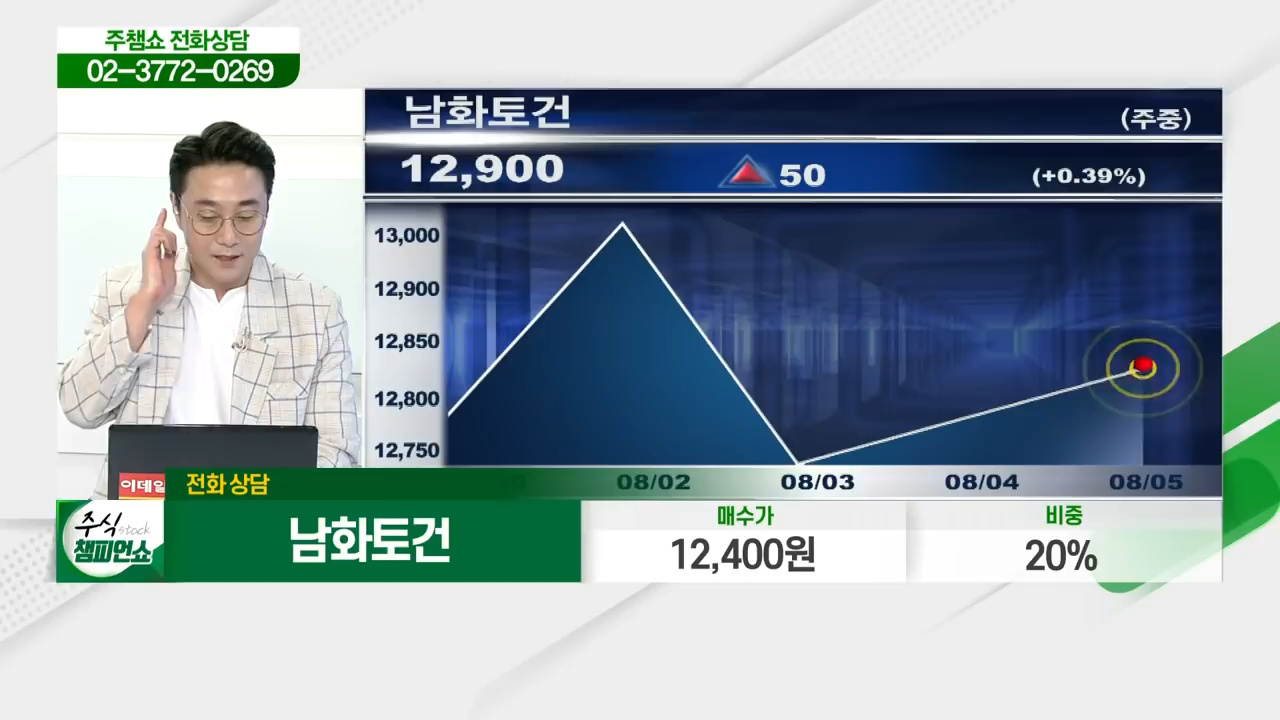 주챔쇼 전화상담
02-3772-0269
남화토건
(주중)
12,900
50
(+0.39%)
13,000
12,900
12,850
12,800
12,750
08/02
08/03
08/04
08/05
이데일
전화 상담
주식 stock
챔피언쇼
남화토건
매수가
12,400원
비중
20%